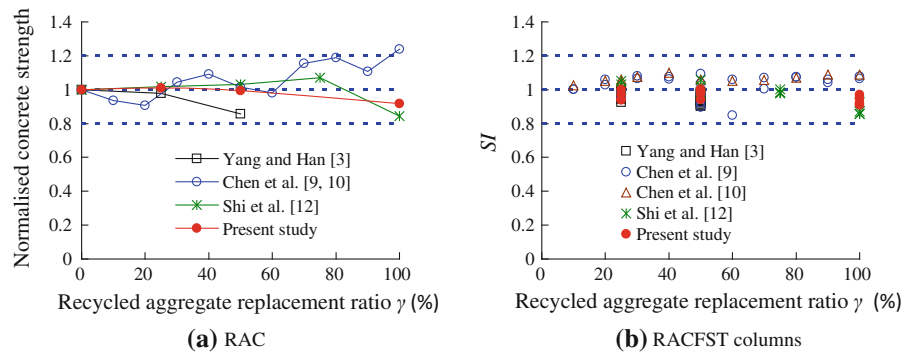 1.4
1.2
1
0.8
0.6
0.4
0.2
0
Normalised concrete strength
Yang and Han [3]
Chen et al. [9, 10]
Shi et al. [12]
Present study
0 20 40 60 80 100
Recycled aggregate replacement ratio γ (%)
(a) RAC
1.4
1.2
1
0.8
0.6
0.4
0.2
0
SI
Yang and Han [3]
Chen et al. [9]
Chen et al. [10]
Shi et al. [12]
Present study
0 20 40 60 80 100
Recycled aggregate replacement ratio γ (%)
(b) RACFST columns